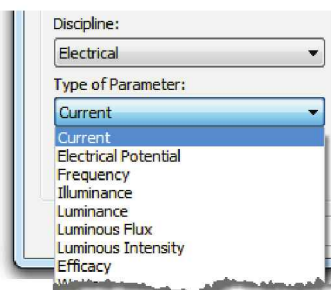 Discipline:
Electrical
Type of Parameter:
Current
Current
Electrical Potential
Frequency
Illuminance
Luminance
Luminous Flux
Luminous Intensity
Efficacy